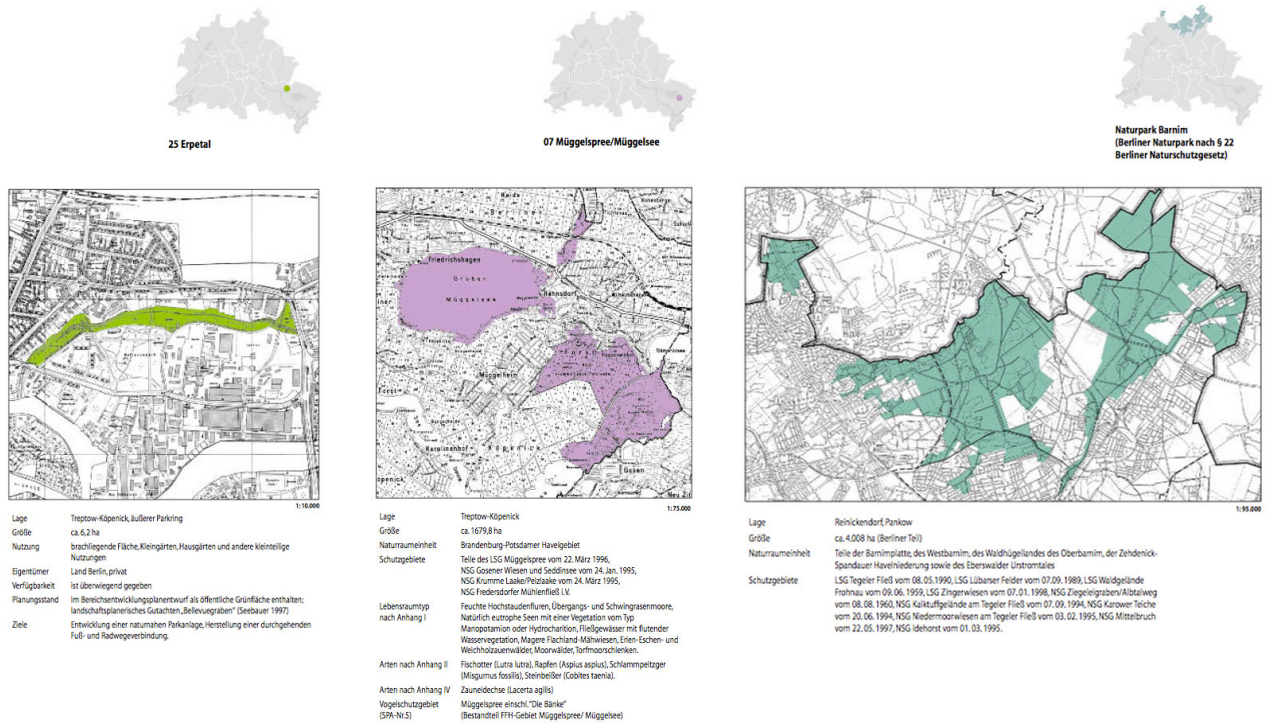 25 Erpetal
1:10.000
Lage Treptow-Köpenick, äußerer Parkring
Größe ca. 6,2 ha
Nutzung brachliegende Fläche, Kleingärten, Hausgärten und andere kleinteilige
Nutzungen
Eigentümer Land Berlin, privat
Verfügbarkeit ist überwiegend gegeben
Planungsstand im Bereichsentwicklungsplanentwurf als öffentliche Grünfläche enthalten;
landschaftsplanerisches Gutachten „Bellevuegraben" (Seebauer 1997)
Ziele Entwicklung einer naturnahen Parkanlage, Herstellung einer durchgehenden
Fuß- und Radwegeverbindung.
07 Müggelspree/Müggelsee
Friedrichshagen
Großer
Müggelsee
Rahnsdorf
Müggelheim
Karolinenhof
Köpenick
Gosen
Neu Zit
1:75.000
Lage Treptow-Köpenick
Größe ca. 1679,8 ha
Naturraumeinheit Brandenburg-Potsdamer Havelgebiet
Schutzgebiete Teile des LSG Müggelspree vom 22. März 1996,
NSG Gosener Wiesen und Seddinsee vom 24. Jan. 1995,
NSG Krumme Laake/Pelzlaake vom 24. März 1995,
NSG Fredersdorfer Mühlenfließ I.V.
Lebensraumtyp Feuchte Hochstaudenfluren, Übergangs- und Schwingrasenmoore,
nach Anhang I Natürlich eutrophe Seen mit einer Vegetation vom Typ
Manopotamion oder Hydrocharition, Fließgewässer mit flutender
Wasservegetation, Magere Flachland-Mähwiesen, Erlen-Eschen- und
Weichholzauenwälder, Moorwälder, Torfmoorschlenken.
Arten nach Anhang II Fischotter (Lutra lutra), Rapfen (Aspius aspius), Schlammpeitzger
(Misgurnus fossilis), Steinbeißer (Cobites taenia).
Arten nach Anhang IV Zauneidechse (Lacerta agilis)
Vogelschutzgebiet Müggelspree einschl. "Die Bänke"
(SPA-Nr.5) (Bestandteil FFH-Gebiet Müggelspree/ Müggelsee)
Naturpark Barnim
(Berliner Naturpark nach § 22
Berliner Naturschutzgesetz)
1:95.000
Lage Reinickendorf, Pankow
Größe ca. 4.008 ha (Berliner Teil)
Naturraumeinheit Teile der Barnimplatte, des Westbarnim, des Waldhügellandes des Oberbarnim, der Zehdenick-
Spandauer Havelniederung sowie des Eberswalder Urstromtales
Schutzgebiete LSG Tegeler Fließ vom 08.05.1990, LSG Lübarser Felder vom 07.09.1989, LSG Waldgelände
Frohnau vom 09.06.1959, LSG Zingerwiesen vom 07.01.1998, NSG Ziegeleigraben/Albtalweg
vom 08.08.1960, NSG Kalktuffgelände am Tegeler Fließ vom 07.09.1994, NSG Karower Teiche
vom 20.06.1994, NSG Niedermoorwiesen am Tegeler Fließ vom 03.02.1995, NSG Mittelbruch
vom 22.05.1997, NSG Idehorst vom 01.03.1995.